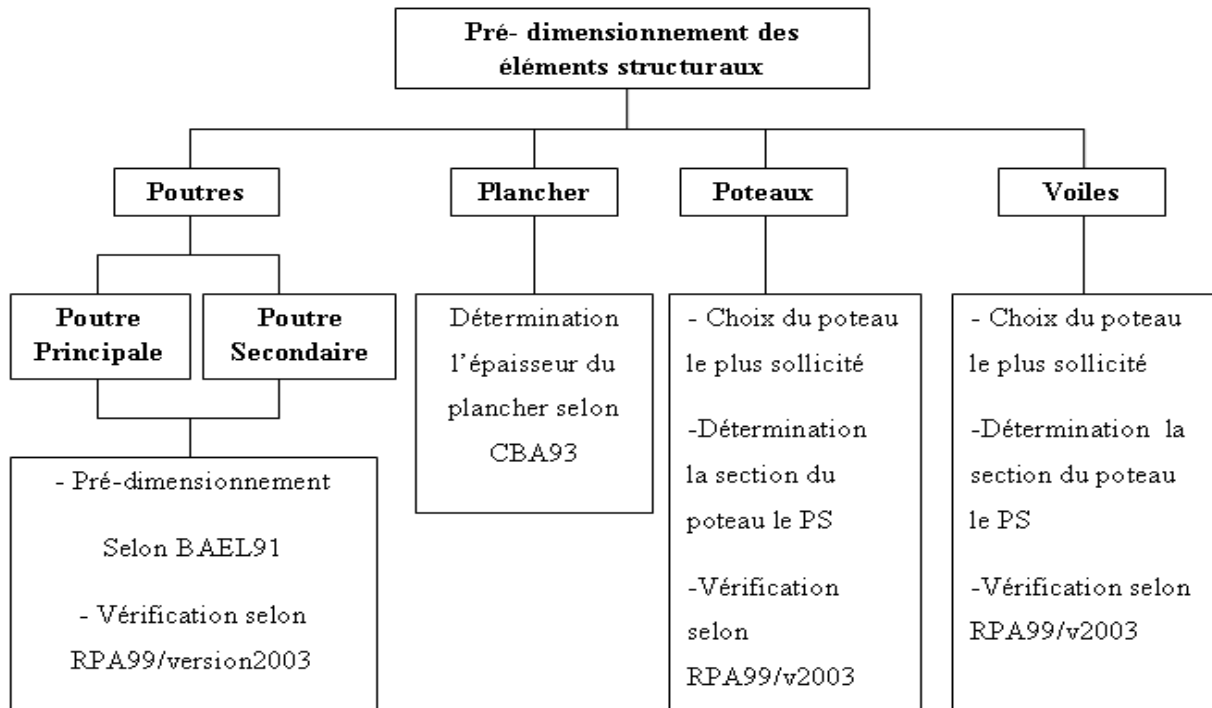 Pré- dimensionnement des
éléments structuraux
Poutres
Plancher
Poteaux
Voiles
Poutre
Principale
Poutre
Secondaire
- Pré-dimensionnement
Selon BAEL91
- Vérification selon
RPA99/version2003
Détermination
l'épaisseur du
plancher selon
CBA93
- Choix du poteau
le plus sollicité
-Détermination
la section du
poteau le PS
-Vérification
selon
RPA99/v2003
- Choix du poteau
le plus sollicité
-Détermination la
section du poteau
le PS
-Vérification selon
RPA99/v2003